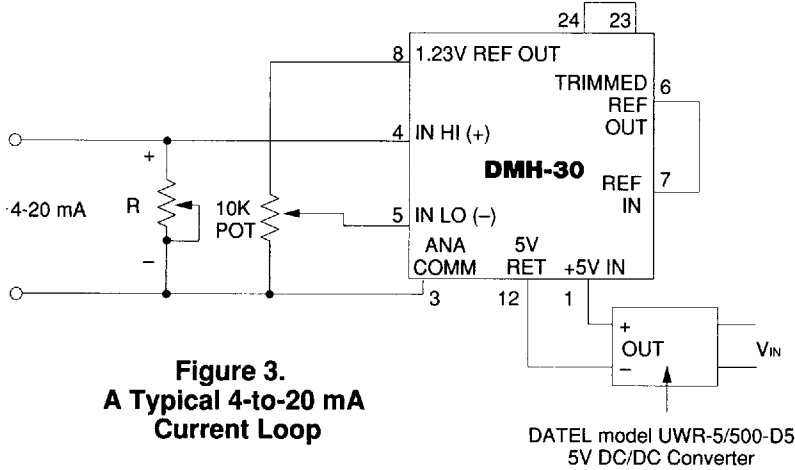 24 23
8 1.23V REF OUT
TRIMMED 6
REF
OUT
4 IN HI (+)
DMH-30
+
REF 7
IN
4-20 mA
R
10K
POT
5 IN LO (–)
–
ANA
COMM
5V
RET
+5V IN
3
12
1
+
OUT
–
VIN
Figure 3.
A Typical 4-to-20 mA
Current Loop
DATEL model UWR-5/500-D5
5V DC/DC Converter